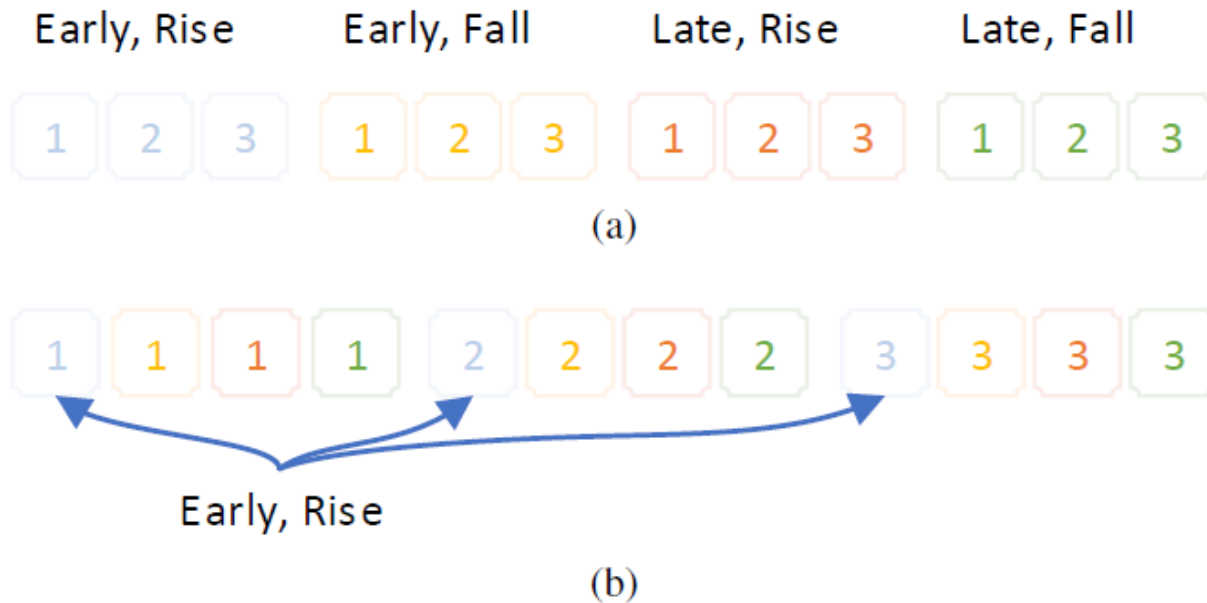 Early, Rise Early, Fall Late, Rise Late, Fall
1 2 3 1 2 3 1 2 3 1 2 3
(a)
1 1 1 1 2 2 2 2 3 3 3 3
Early, Rise
(b)